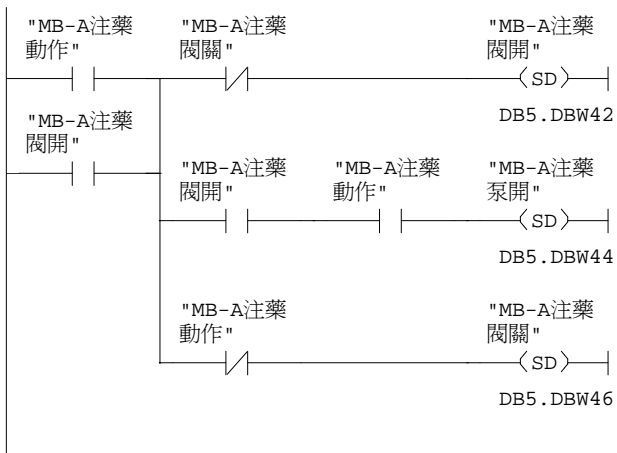 "MB-A注藥
動作"
"MB-A注藥
閥關"
"MB-A注藥
閥開"
SD
DB5.DBW42
"MB-A注藥
閥開"
"MB-A注藥
閥開"
"MB-A注藥
動作"
"MB-A注藥
泵開"
SD
DB5.DBW44
"MB-A注藥
動作"
"MB-A注藥
閥關"
SD
DB5.DBW46